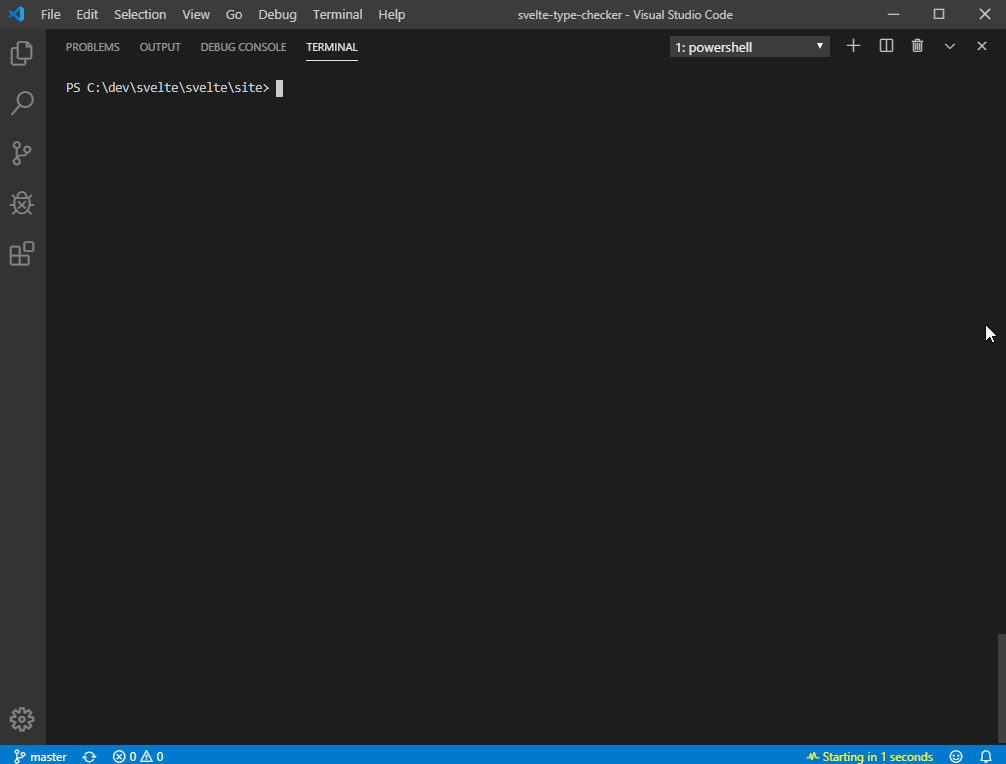 File Edit Selection View Go Debug Terminal Help svelte-type-checker - Visual Studio Code
PROBLEMS OUTPUT DEBUG CONSOLE TERMINAL 1: powershell
PS C:\dev\svelte\svelte\site>
master 0 0 Starting in 1 seconds